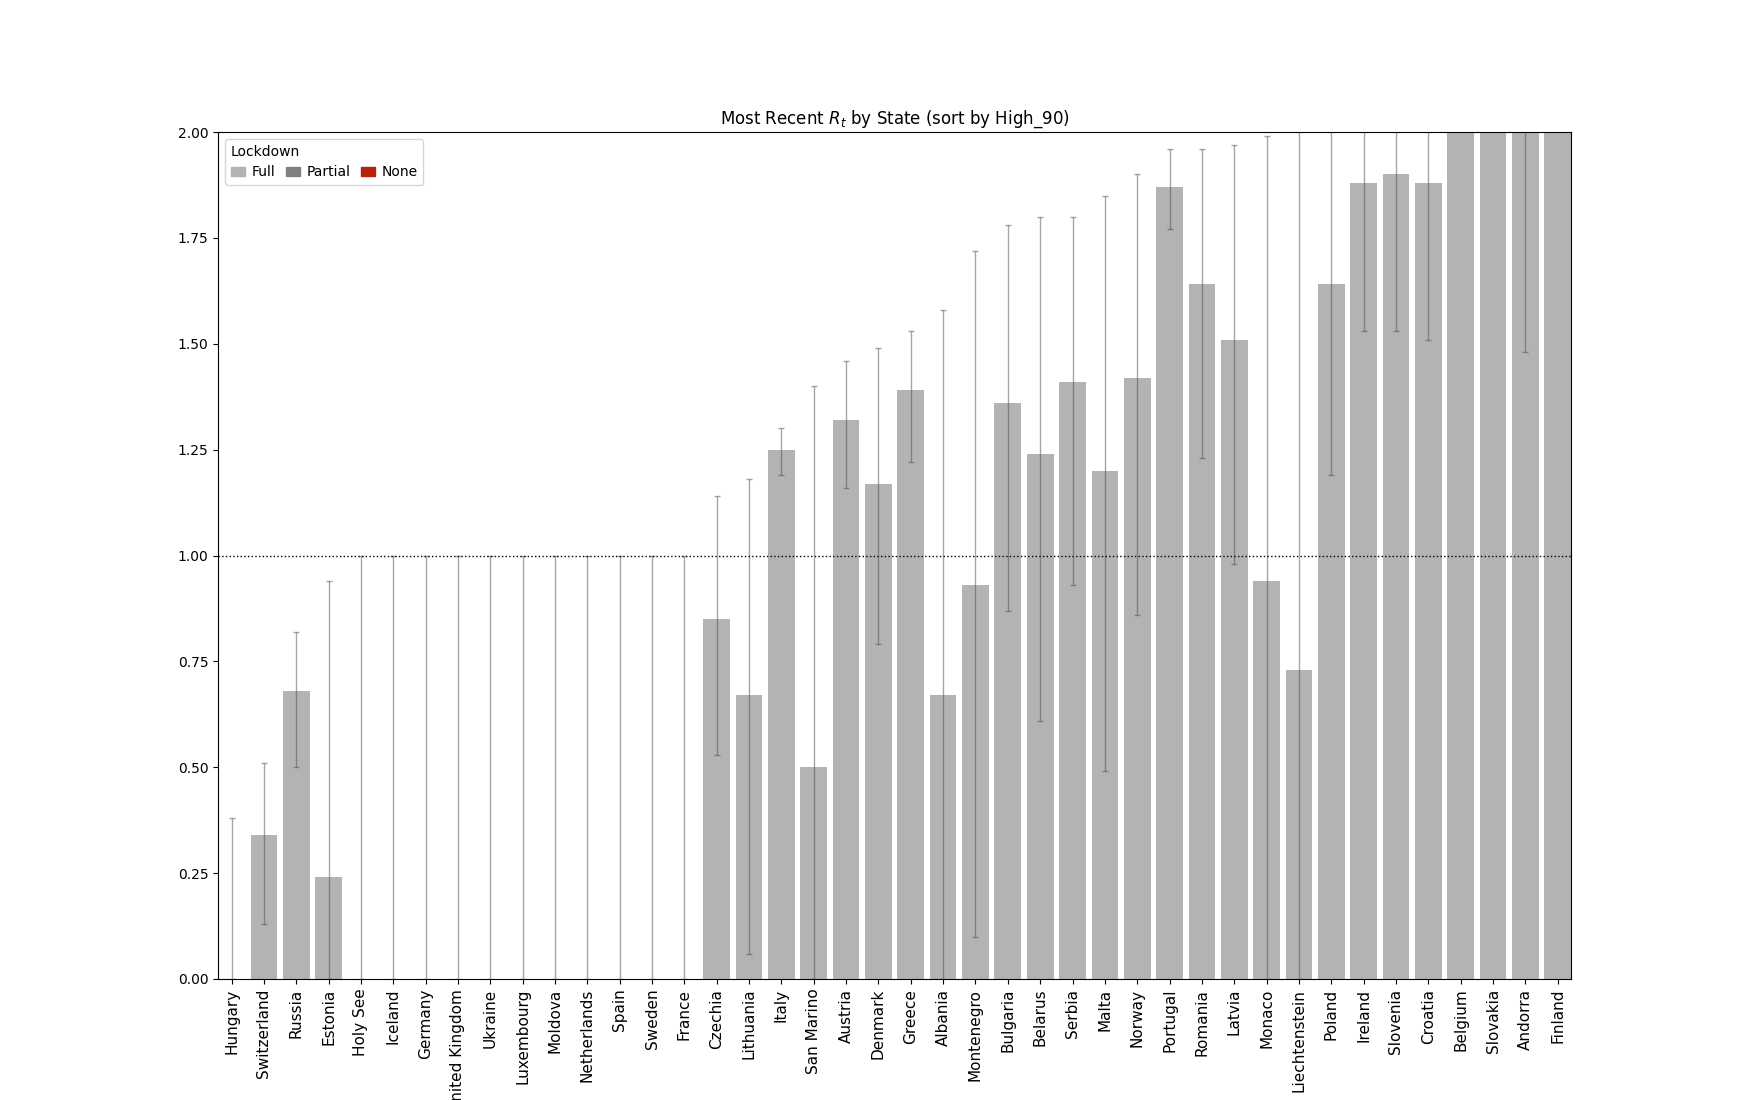 Most Recent R_t by State (sort by High_90)
Lockdown
Full Partial None
2.00
1.75
1.50
1.25
1.00
0.75
0.50
0.25
0.00
Hungary
Switzerland
Russia
Estonia
Holy See
Iceland
Germany
nited Kingdom
Ukraine
Luxembourg
Moldova
Netherlands
Spain
Sweden
France
Czechia
Lithuania
Italy
San Marino
Austria
Denmark
Greece
Albania
Montenegro
Bulgaria
Belarus
Serbia
Malta
Norway
Portugal
Romania
Latvia
Monaco
Liechtenstein
Poland
Ireland
Slovenia
Croatia
Belgium
Slovakia
Andorra
Finland